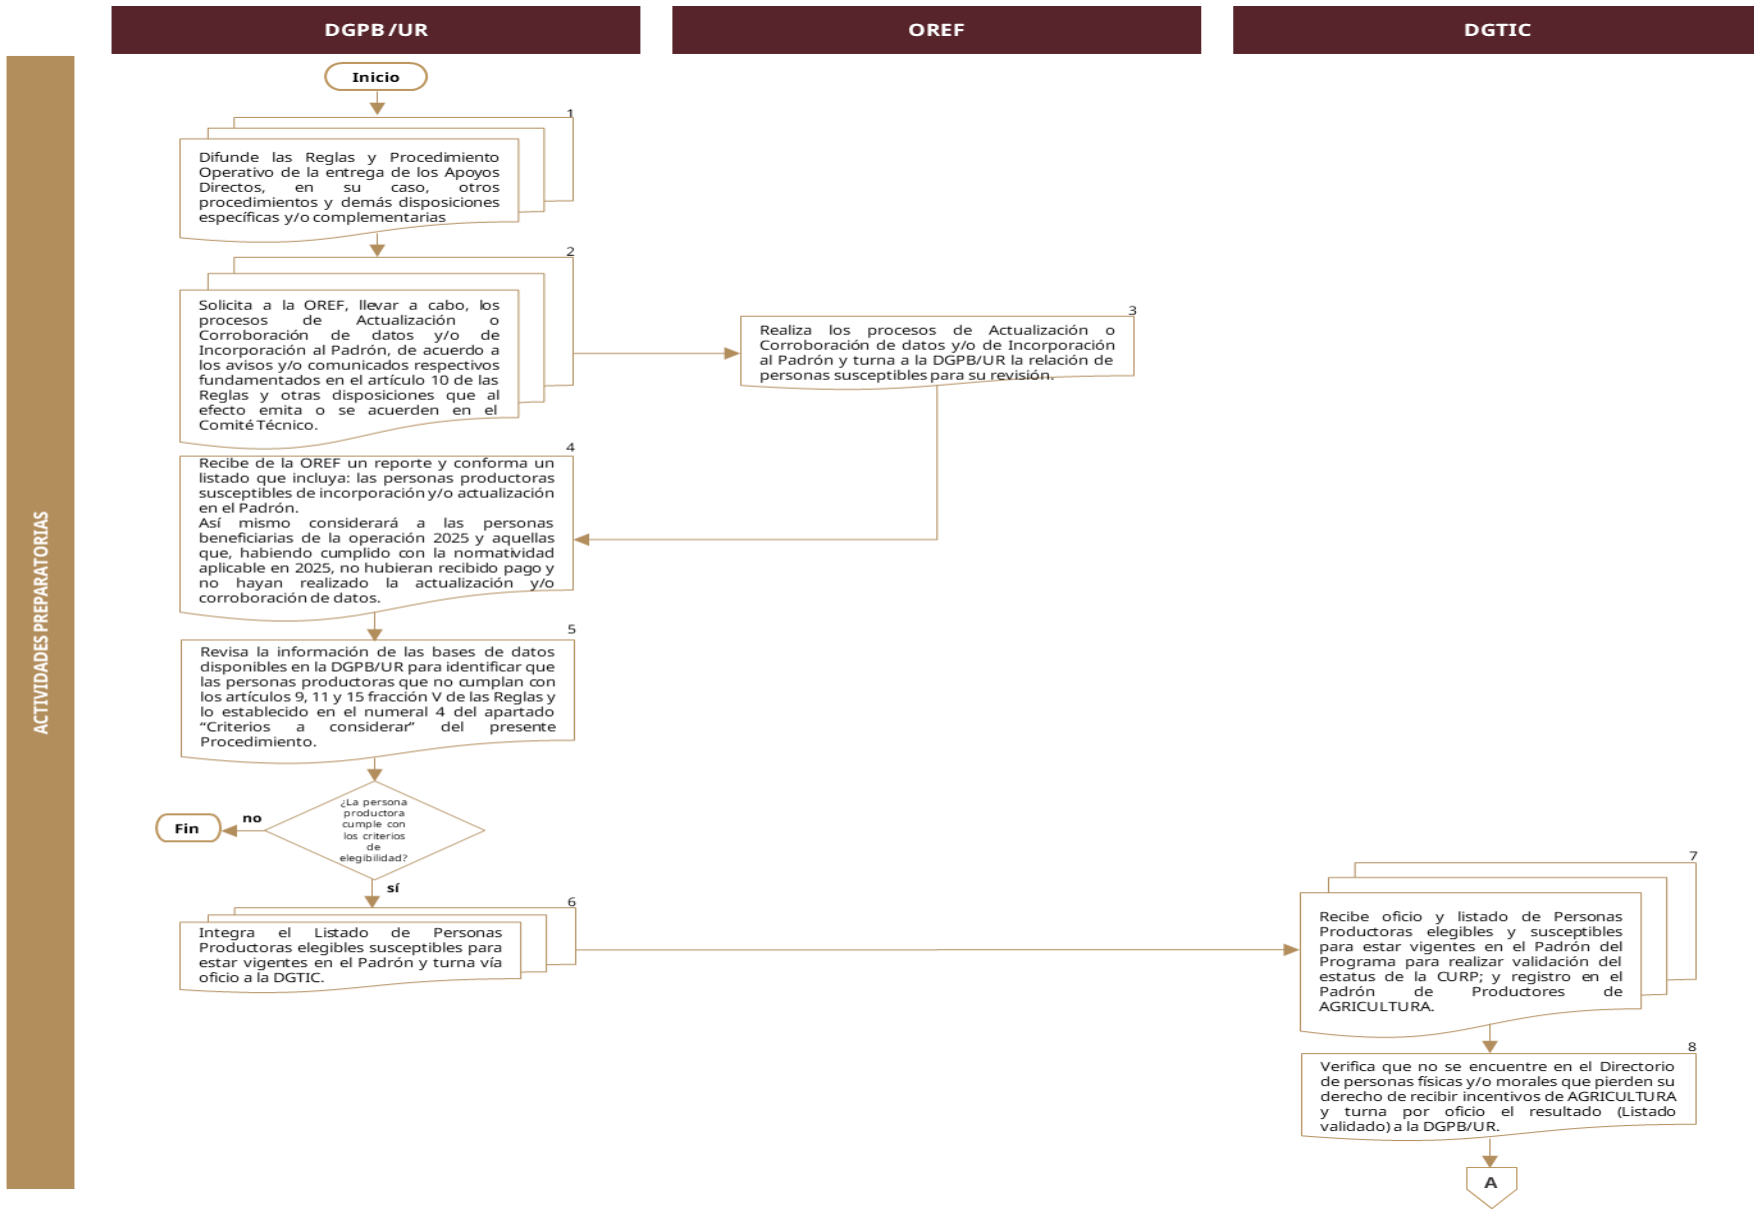 DGPB/UR
OREF
DGTIC
ACTIVIDADES PREPARATORIAS
Inicio
1
Difunde las Reglas y Procedimiento
Operativo de la entrega de los Apoyos
Directos, en su caso, otros
procedimientos y demás disposiciones
específicas y/o complementarias
2
Solicita a la OREF, llevar a cabo, los
procesos de Actualización o
Corroboración de datos y/o de
Incorporación al Padrón, de acuerdo a
los avisos y/o comunicados respectivos
fundamentados en el artículo 10 de las
Reglas y otras disposiciones que al
efecto emita o se acuerden en el
Comité Técnico.
3
Realiza los procesos de Actualización o
Corroboración de datos y/o de Incorporación
al Padrón y turna a la DGPB/UR la relación de
personas susceptibles para su revisión.
4
Recibe de la OREF un reporte y conforma un
listado que incluya: las personas productoras
susceptibles de incorporación y/o actualización
en el Padrón.
Así mismo considerará a las personas
beneficiarias de la operación 2025 y aquellas
que, habiendo cumplido con la normatividad
aplicable en 2025, no hubieran recibido pago y
no hayan realizado la actualización y/o
corroboración de datos.
5
Revisa la información de las bases de datos
disponibles en la DGPB/UR para identificar que
las personas productoras que no cumplan con
los artículos 9, 11 y 15 fracción V de las Reglas y
lo establecido en el numeral 4 del apartado
“Criterios a considerar” del presente
Procedimiento.
¿La persona
productora
cumple con
los criterios
de
elegibilidad?
no
Fin
sí
6
Integra el Listado de Personas
Productoras elegibles susceptibles para
estar vigentes en el Padrón y turna vía
oficio a la DGTIC.
7
Recibe oficio y listado de Personas
Productoras elegibles y susceptibles
para estar vigentes en el Padrón del
Programa para realizar validación del
estatus de la CURP; y registro en el
Padrón de Productores de
AGRICULTURA.
8
Verifica que no se encuentre en el Directorio
de personas físicas y/o morales que pierden su
derecho de recibir incentivos de AGRICULTURA
y turna por oficio el resultado (Listado
validado) a la DGPB/UR.
A